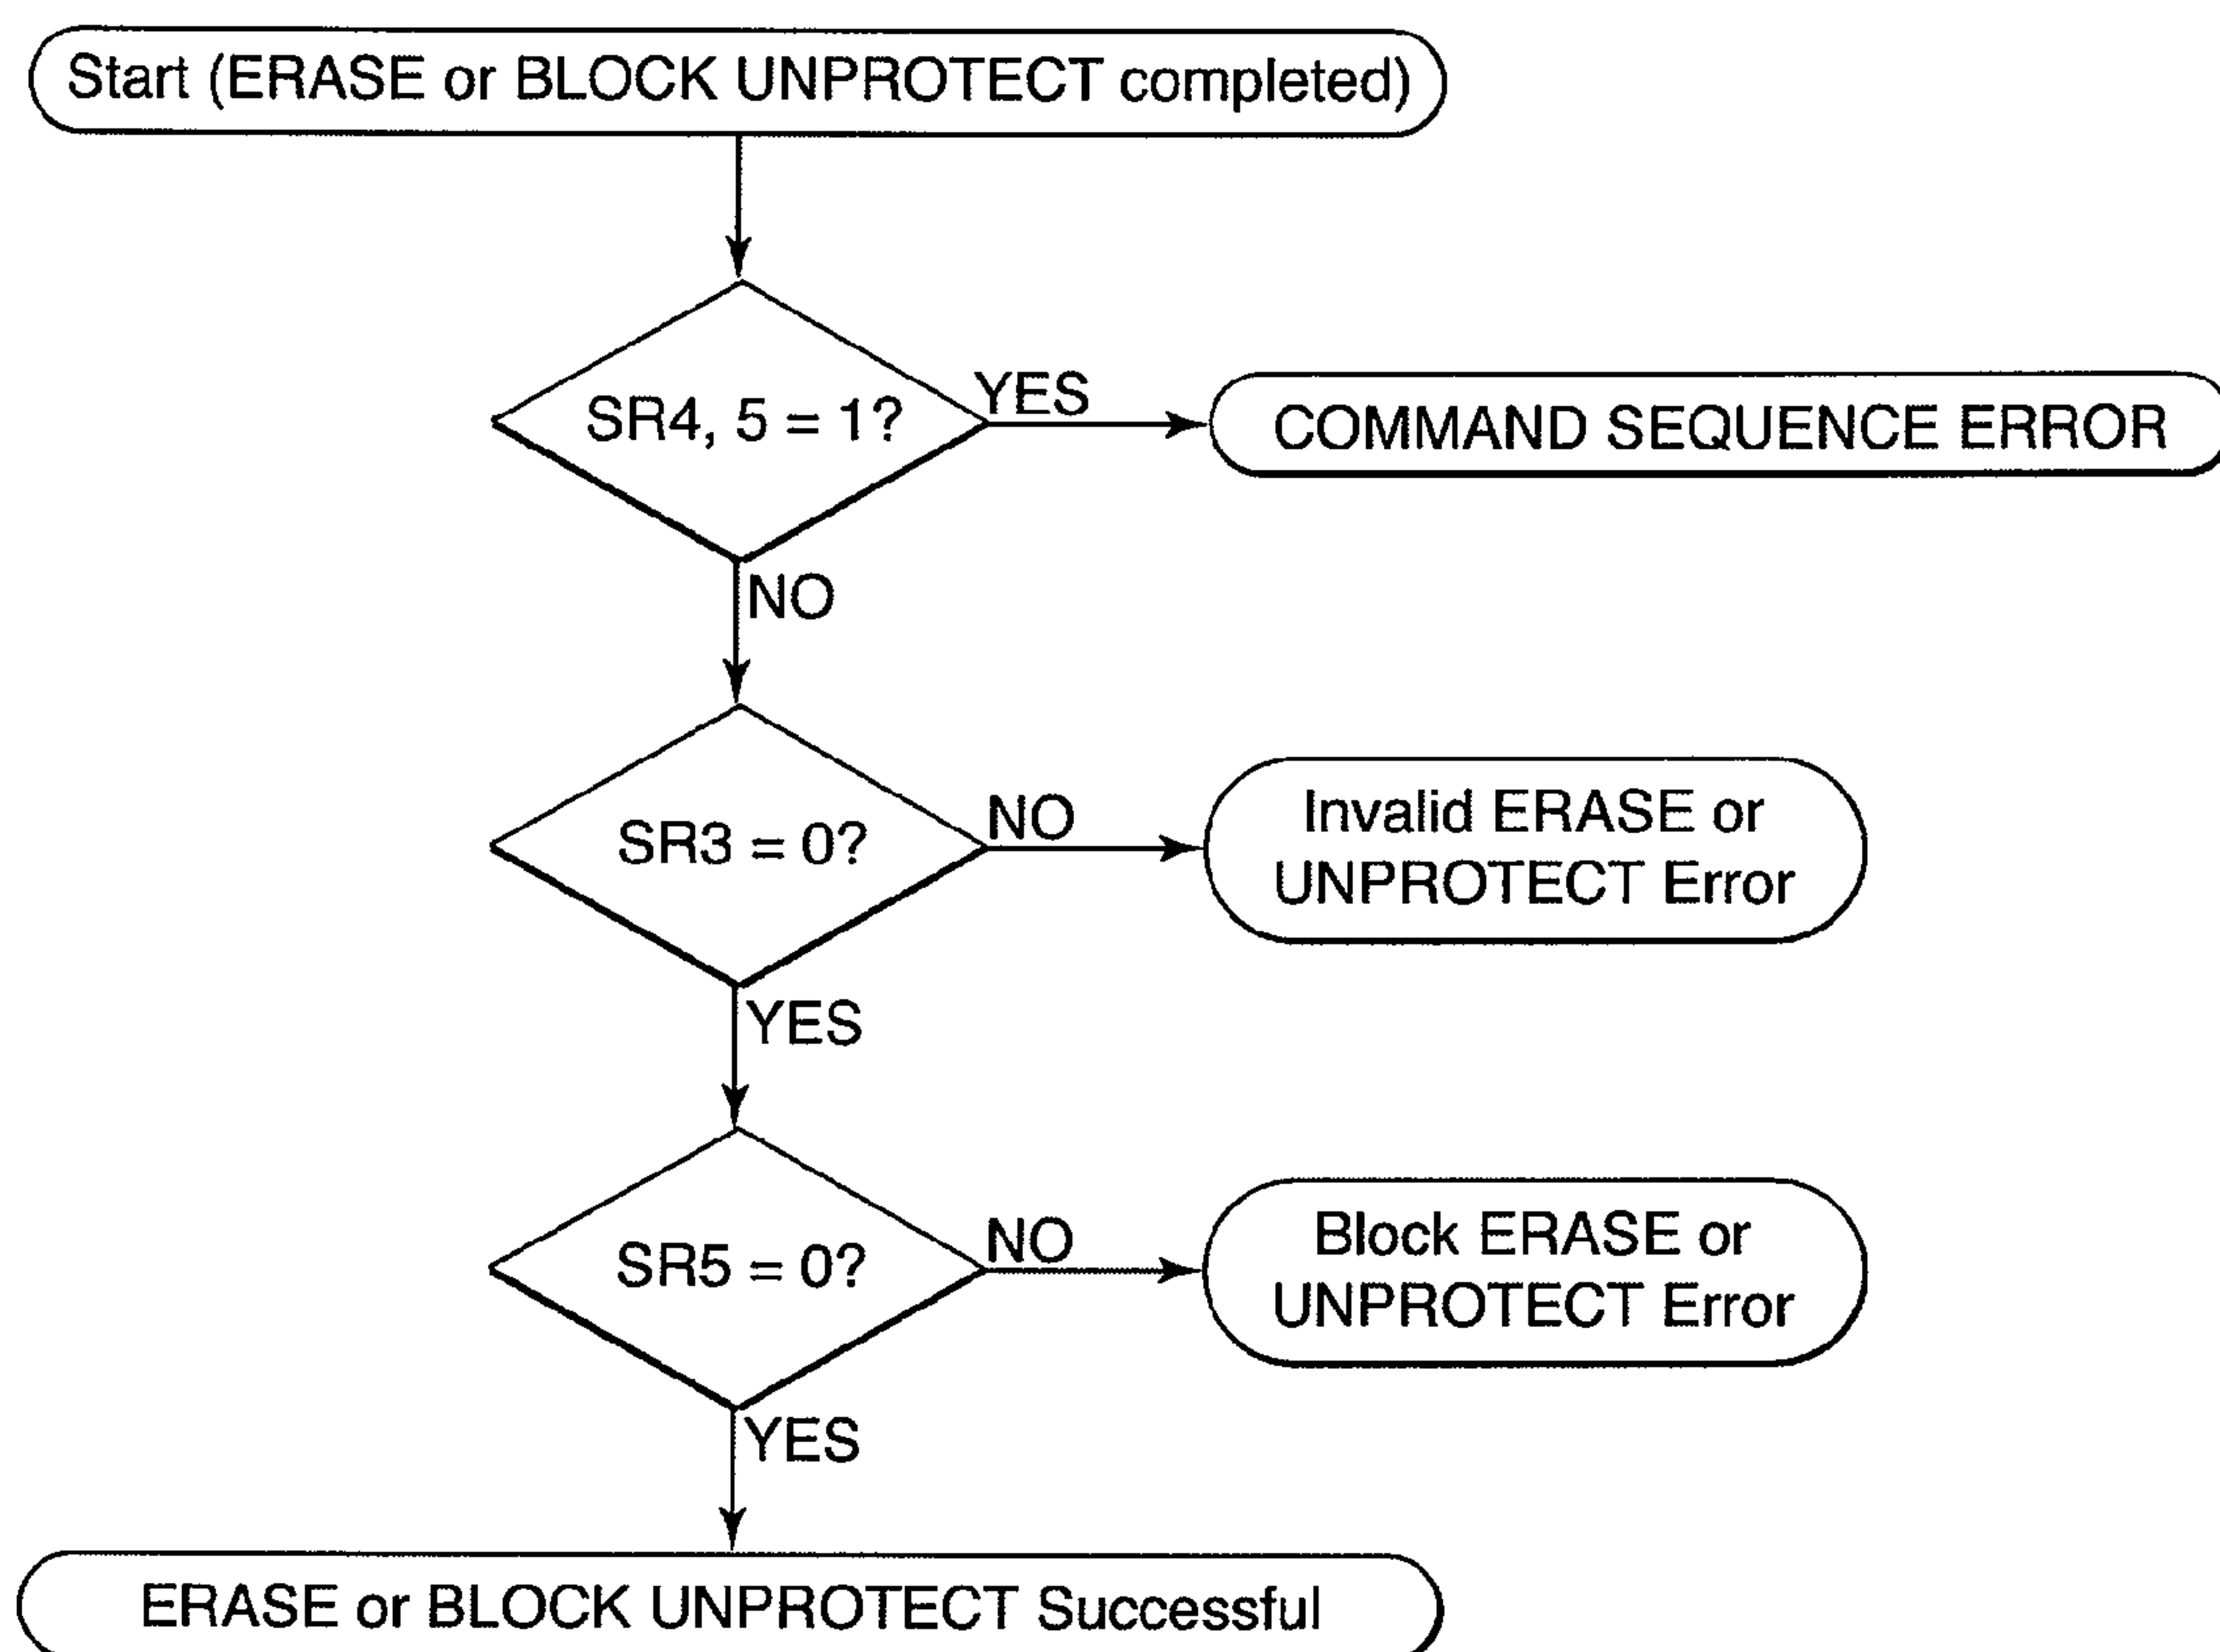 Start (ERASE or BLOCK UNPROTECT completed)
SR4, 5 = 1?
YES
COMMAND SEQUENCE ERROR
NO
SR3 = 0?
NO
Invalid ERASE or
UNPROTECT Error
YES
SR5 = 0?
NO
Block ERASE or
UNPROTECT Error
YES
ERASE or BLOCK UNPROTECT Successful